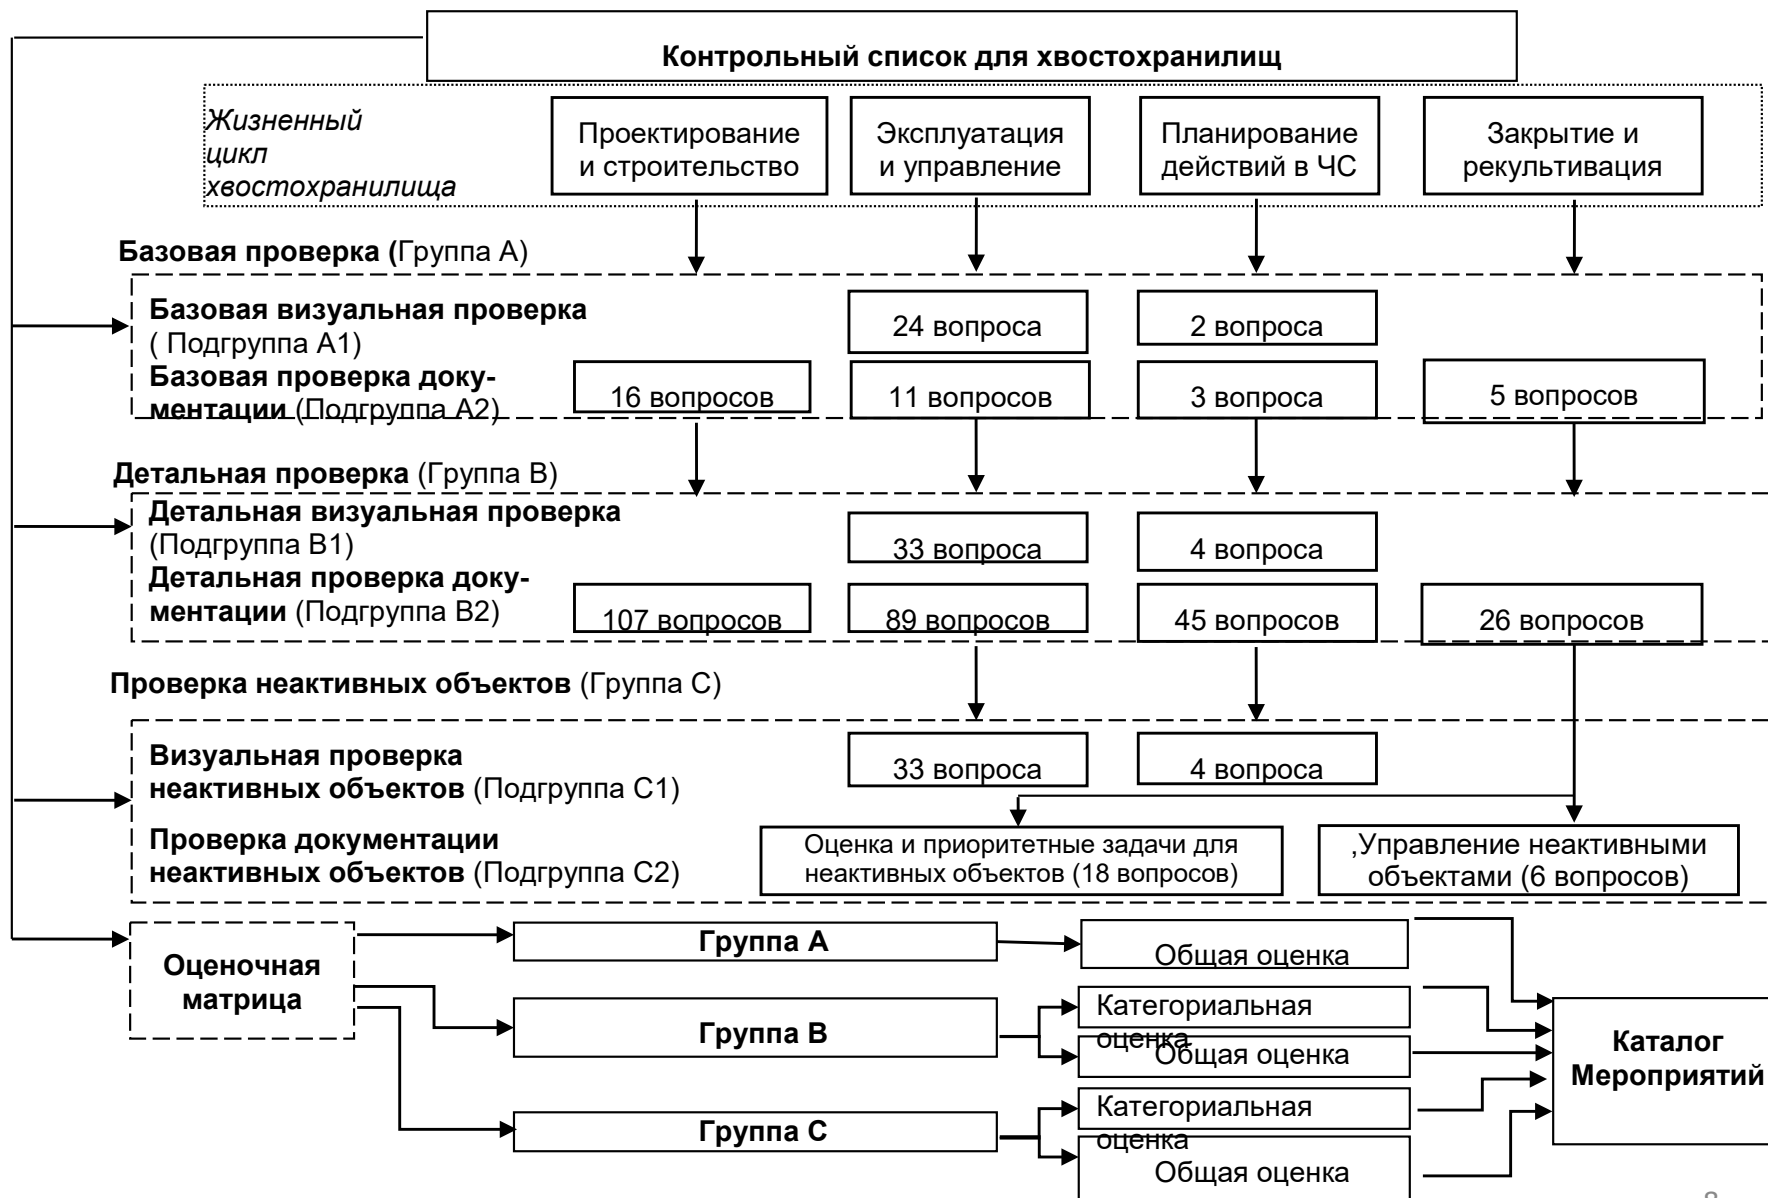 Контрольный список для хвостохранилищ
Жизненный
цикл
хвостохранилища
Проектирование
и строительство
Эксплуатация
и управление
Планирование
действий в ЧС
Закрытие и
рекультивация
Базовая проверка (Группа А)
Базовая визуальная проверка
( Подгруппа А1)
24 вопроса
2 вопроса
Базовая проверка доку-
ментации (Подгруппа А2)
16 вопросов
11 вопросов
3 вопроса
5 вопросов
Детальная проверка (Группа В)
Детальная визуальная проверка
(Подгруппа В1)
33 вопроса
4 вопроса
Детальная проверка доку-
ментации (Подгруппа В2)
107 вопросов
89 вопросов
45 вопросов
26 вопросов
Проверка неактивных объектов (Группа С)
Визуальная проверка
неактивных объектов (Подгруппа С1)
33 вопроса
4 вопроса
Проверка документации
неактивных объектов (Подгруппа С2)
Оценка и приоритетные задачи для
неактивных объектов (18 вопросов)
,Управление неактивными
объектами (6 вопросов)
Оценочная
матрица
Группа А
Общая оценка
Группа В
Категориальная
оценка
Общая оценка
Группа С
Категориальная
оценка
Общая оценка
Каталог
Мероприятий